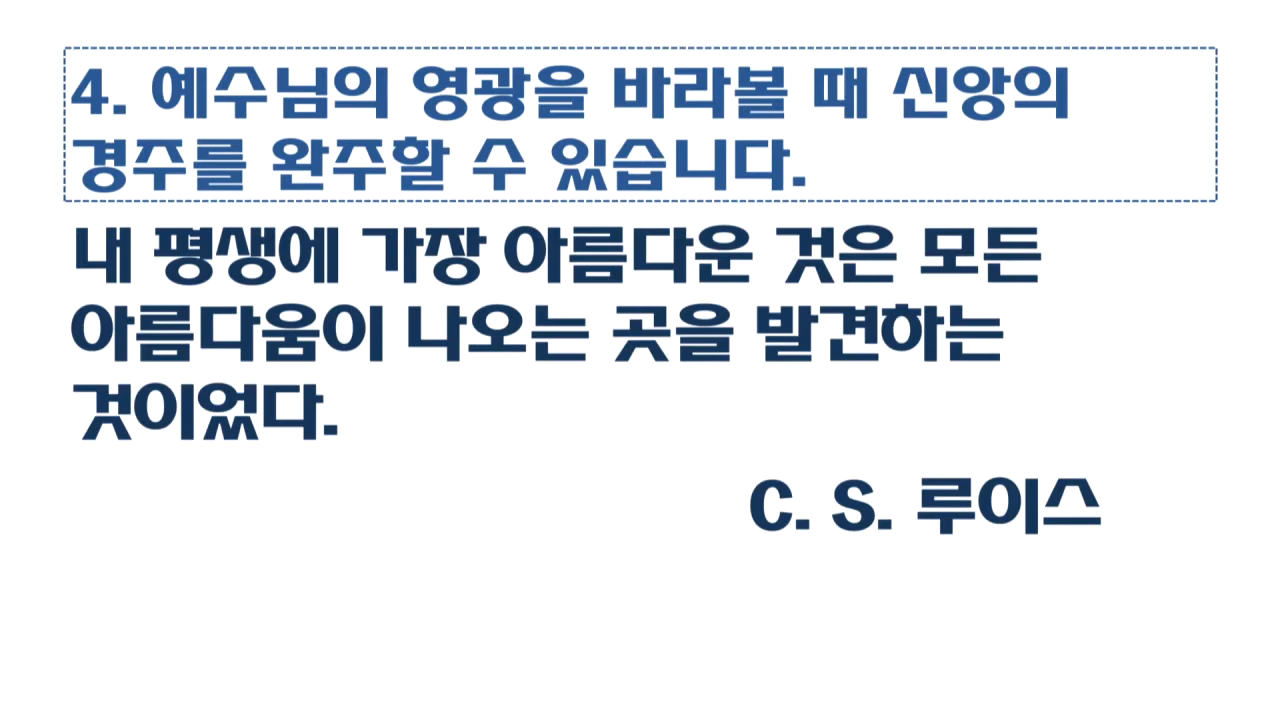 4. 예수님의 영광을 바라볼 때 신앙의
경주를 완주할 수 있습니다.
내 평생에 가장 아름다운 것은 모든
아름다움이 나오는 곳을 발견하는
것이었다.
C. S. 루이스